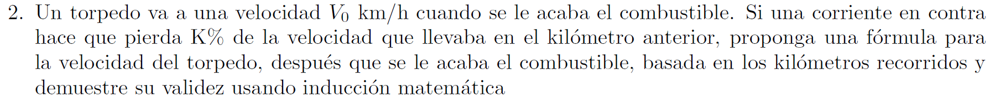 2. Un torpedo va a una velocidad V₀ km/h cuando se le acaba el combustible. Si una corriente en contra
hace que pierda K% de la velocidad que llevaba en el kilómetro anterior, proponga una fórmula para
la velocidad del torpedo, después que se le acaba el combustible, basada en los kilómetros recorridos y
demuestre su validez usando inducción matemática